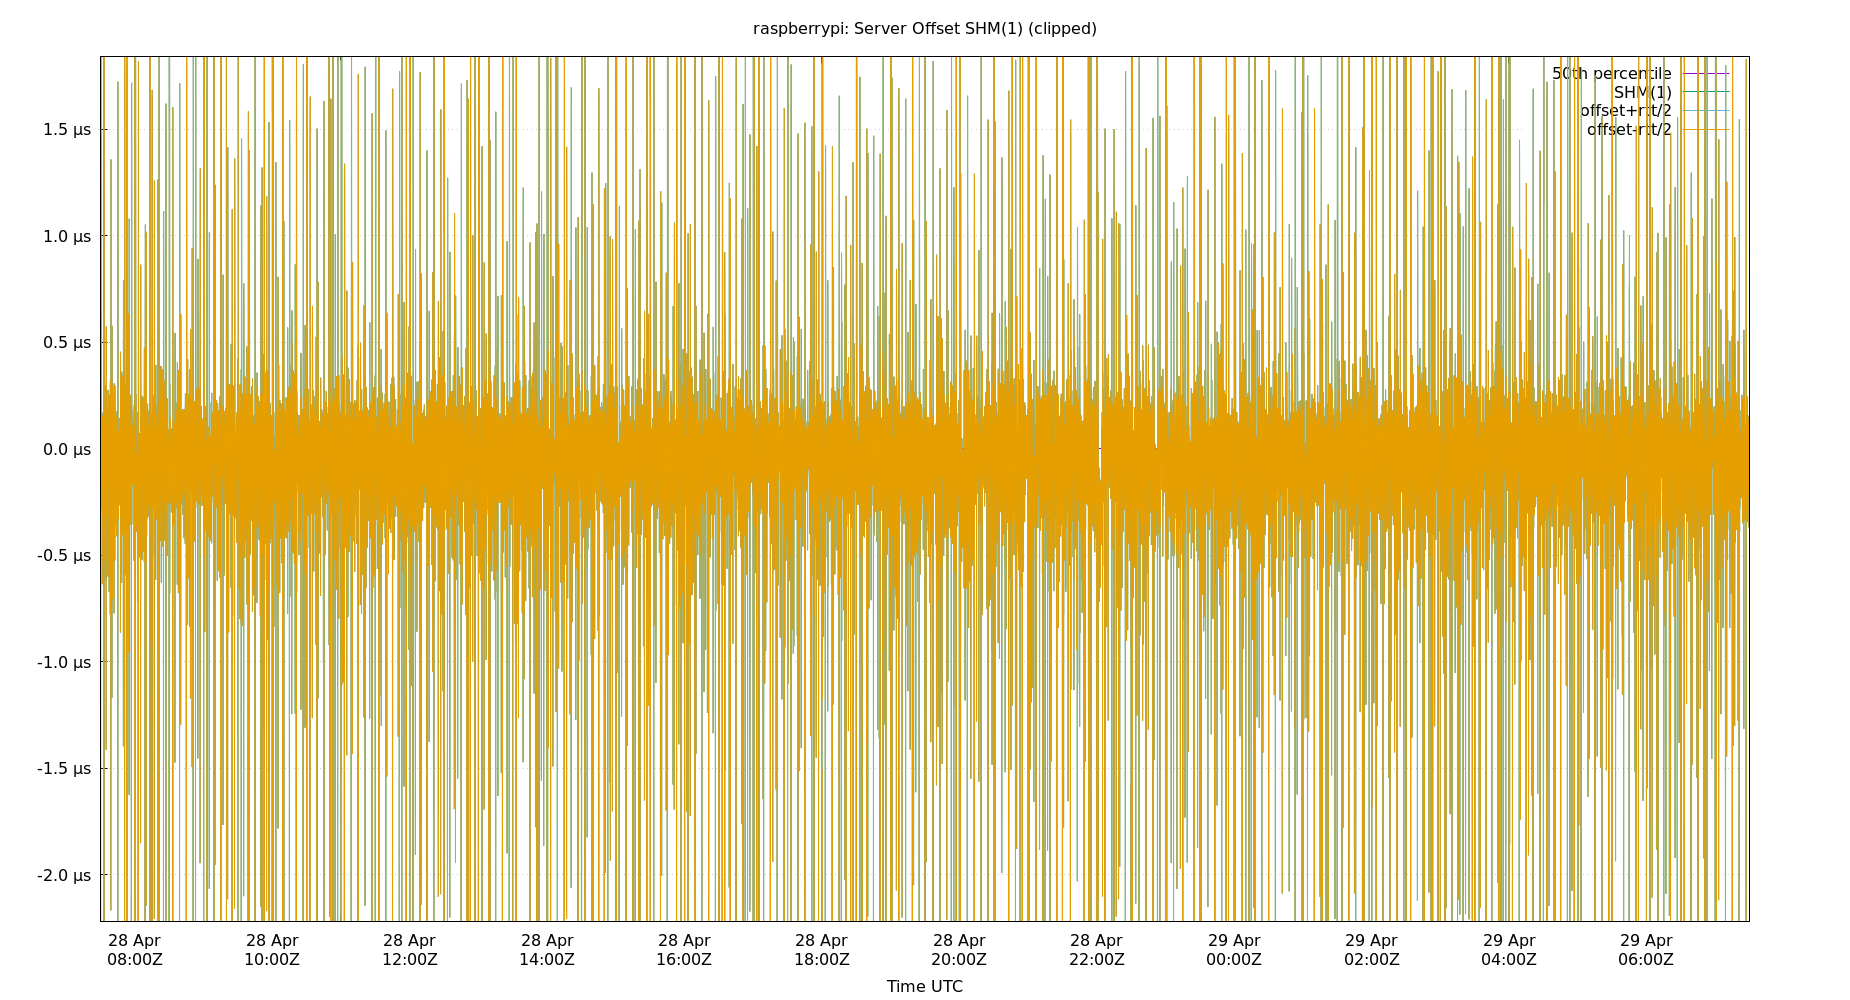 raspberrypi: Server Offset SHM(1) (clipped)
50th percentile
SHM(1)
offset+rtt/2
offset-rtt/2
1.5 µs
1.0 µs
0.5 µs
0.0 µs
-0.5 µs
-1.0 µs
-1.5 µs
-2.0 µs
28 Apr 28 Apr 28 Apr 28 Apr 28 Apr 28 Apr 28 Apr 28 Apr 29 Apr 29 Apr 29 Apr 29 Apr
08:00Z 10:00Z 12:00Z 14:00Z 16:00Z 18:00Z 20:00Z 22:00Z 00:00Z 02:00Z 04:00Z 06:00Z
Time UTC